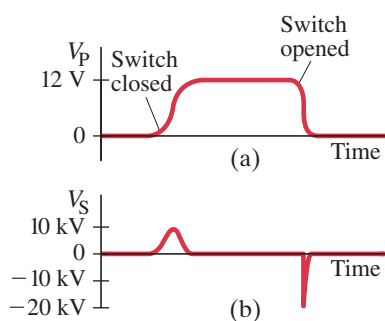 V_P
12 V
Switch
closed
Switch
opened
0
Time
(a)
V_S
10 kV
0
Time
−10 kV
−20 kV
(b)